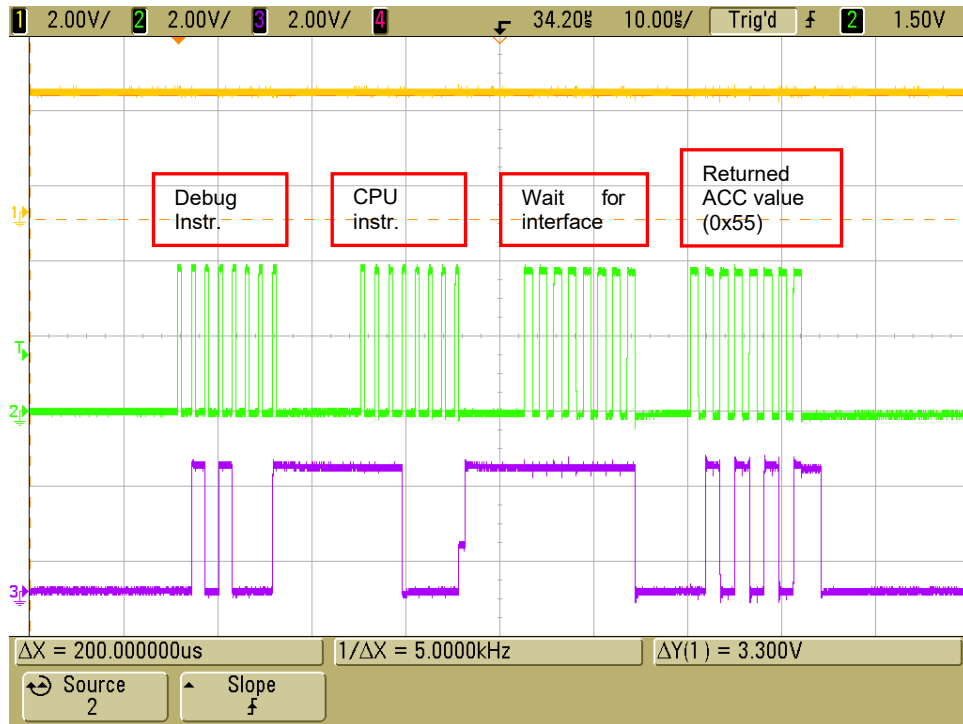 1 2.00V/ 2 2.00V/ 3 2.00V/ 4 34.20µs 10.00µs/ Trig'd 2 1.50V
Debug
Instr.
CPU
instr.
Wait for
interface
Returned
ACC value
(0x55)
1
T
2
3
ΔX = 200.000000us 1/ΔX = 5.0000kHz ΔY(1) = 3.300V
Source
2
Slope